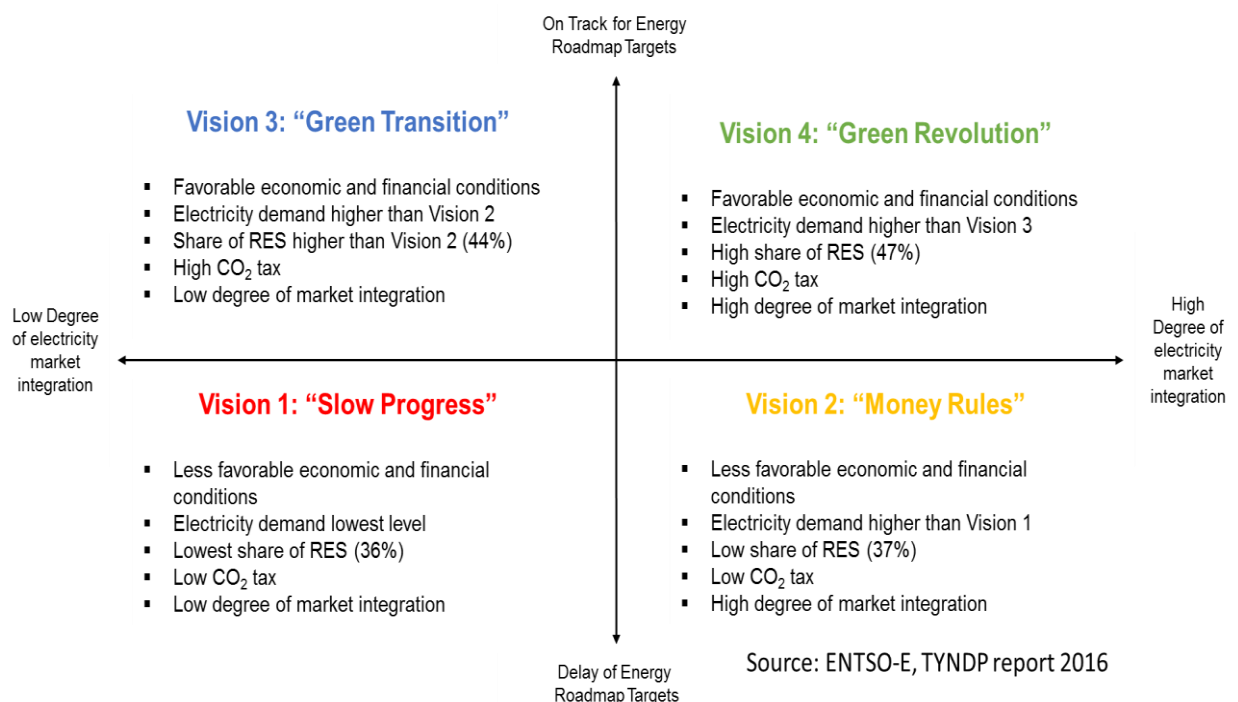 On Track for Energy
Roadmap Targets
Vision 3: “Green Transition”
▪ Favorable economic and financial conditions
▪ Electricity demand higher than Vision 2
▪ Share of RES higher than Vision 2 (44%)
▪ High CO₂ tax
▪ Low degree of market integration
Vision 4: “Green Revolution”
▪ Favorable economic and financial conditions
▪ Electricity demand higher than Vision 3
▪ High share of RES (47%)
▪ High CO₂ tax
▪ High degree of market integration
Low Degree
of electricity
market
integration
High
Degree of
electricity
market
integration
Vision 1: “Slow Progress”
▪ Less favorable economic and financial
conditions
▪ Electricity demand lowest level
▪ Lowest share of RES (36%)
▪ Low CO₂ tax
▪ Low degree of market integration
Vision 2: “Money Rules”
▪ Less favorable economic and financial
conditions
▪ Electricity demand higher than Vision 1
▪ Low share of RES (37%)
▪ Low CO₂ tax
▪ High degree of market integration
Delay of Energy
Roadmap Targets
Source: ENTSO-E, TYNDP report 2016